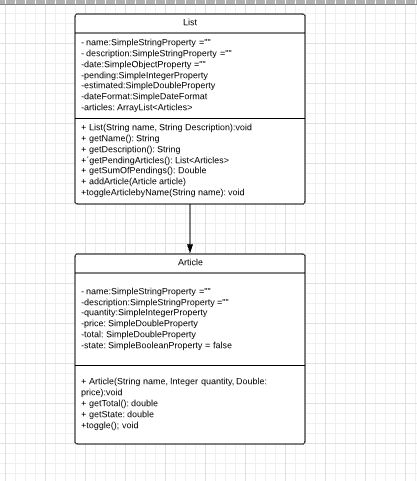 List
- name:SimpleStringProperty =""
- description:SimpleStringProperty =""
-date:SimpleObjectProperty =""
-pending:SimpleIntegerProperty
-estimated:SimpleDoubleProperty
-dateFormat:SimpleDateFormat
-articles: ArrayList<Articles>
+ List(String name, String Description):void
+ getName(): String
+ getDescription(): String
+´getPendingArticles(): List<Articles>
+ getSumOfPendings(): Double
+ addArticle(Article article)
+toggleArticlebyName(String name): void
Article
- name:SimpleStringProperty =""
-description:SimpleStringProperty =""
-quantity:SimpleIntegerProperty
-price: SimpleDoubleProperty
-total: SimpleDoubleProperty
-state: SimpleBooleanProperty = false
+ Article(String name, Integer quantity, Double:
price):void
+ getTotal(): double
+ getState: double
+toggle(); void